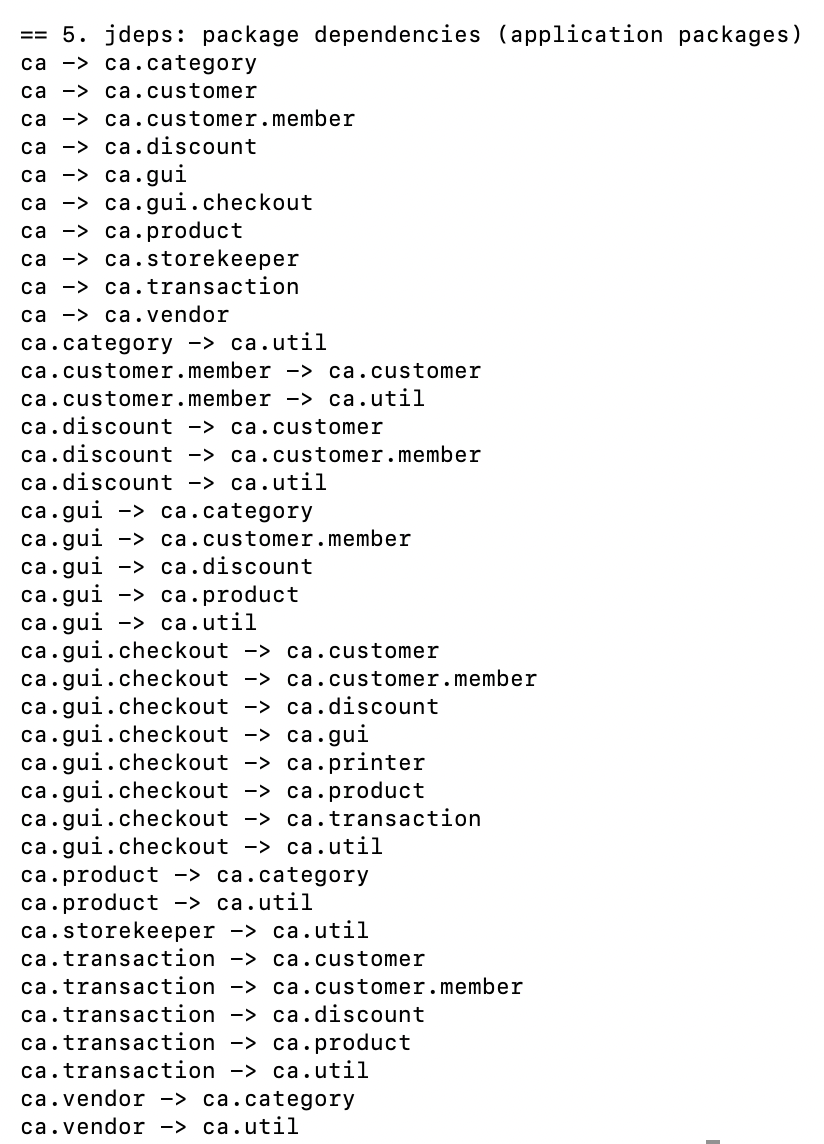 == 5. jdeps: package dependencies (application packages)
ca -> ca.category
ca -> ca.customer
ca -> ca.customer.member
ca -> ca.discount
ca -> ca.gui
ca -> ca.gui.checkout
ca -> ca.product
ca -> ca.storekeeper
ca -> ca.transaction
ca -> ca.vendor
ca.category -> ca.util
ca.customer.member -> ca.customer
ca.customer.member -> ca.util
ca.discount -> ca.customer
ca.discount -> ca.customer.member
ca.discount -> ca.util
ca.gui -> ca.category
ca.gui -> ca.customer.member
ca.gui -> ca.discount
ca.gui -> ca.product
ca.gui -> ca.util
ca.gui.checkout -> ca.customer
ca.gui.checkout -> ca.customer.member
ca.gui.checkout -> ca.discount
ca.gui.checkout -> ca.gui
ca.gui.checkout -> ca.printer
ca.gui.checkout -> ca.product
ca.gui.checkout -> ca.transaction
ca.gui.checkout -> ca.util
ca.product -> ca.category
ca.product -> ca.util
ca.storekeeper -> ca.util
ca.transaction -> ca.customer
ca.transaction -> ca.customer.member
ca.transaction -> ca.discount
ca.transaction -> ca.product
ca.transaction -> ca.util
ca.vendor -> ca.category
ca.vendor -> ca.util